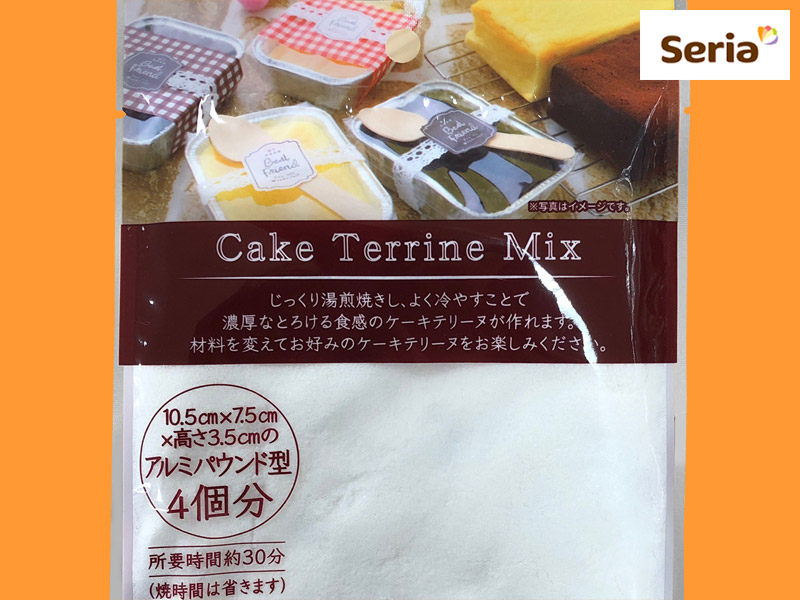 Seria
Best
Friend
Best
Friend
Best
Friend
※写真はイメージです。
Cake Terrine Mix
じっくり湯煎焼きし、よく冷やすことで
濃厚なとろける食感のケーキテリーヌが作れます。
材料を変えてお好みのケーキテリーヌをお楽しみください。
10.5cm×7.5cm
×高さ3.5cmの
アルミパウンド型
4個分
所要時間約30分
(焼時間は省きます)